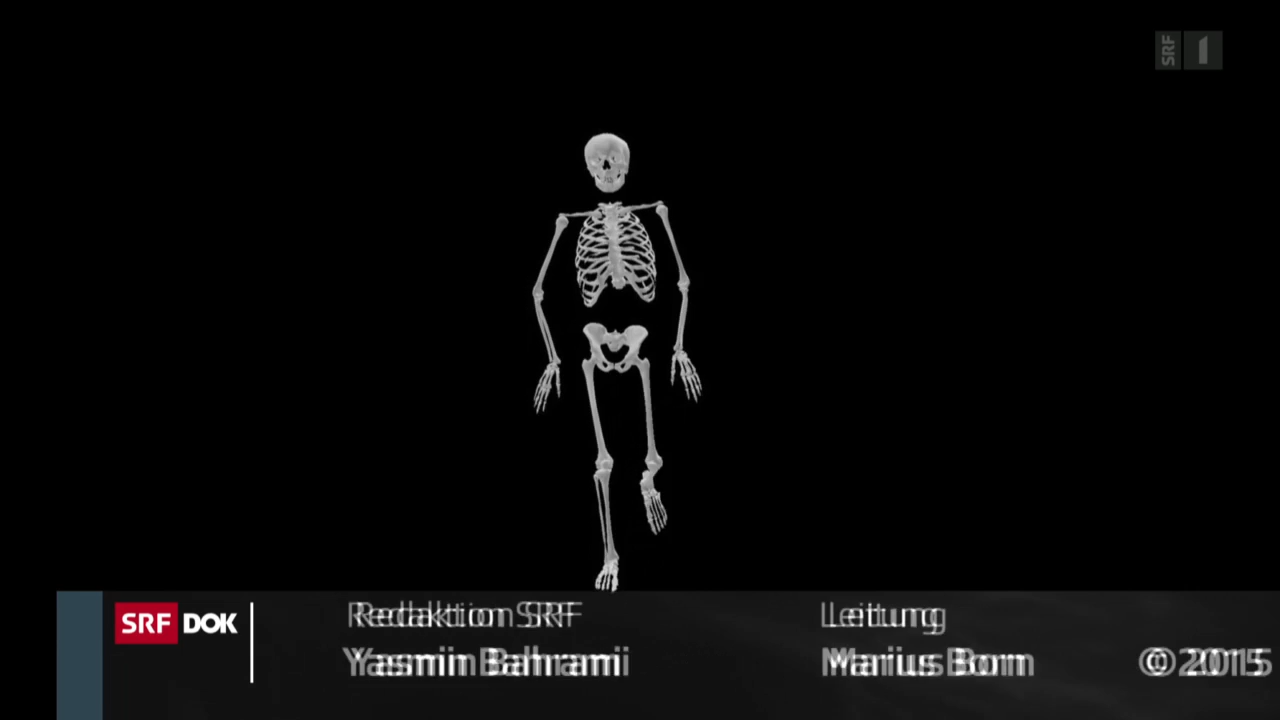 SRF 1
SRF DOK
Redaktion SRF
Yasmin Bahrami
Leitung
Marius Born
© 2015